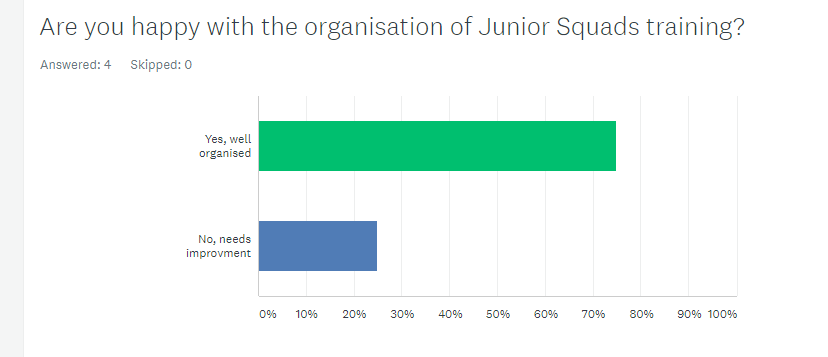 Are you happy with the organisation of Junior Squads training?
Answered: 4 Skipped: 0
Yes, well
organised
No, needs
improvment
0% 10% 20% 30% 40% 50% 60% 70% 80% 90% 100%